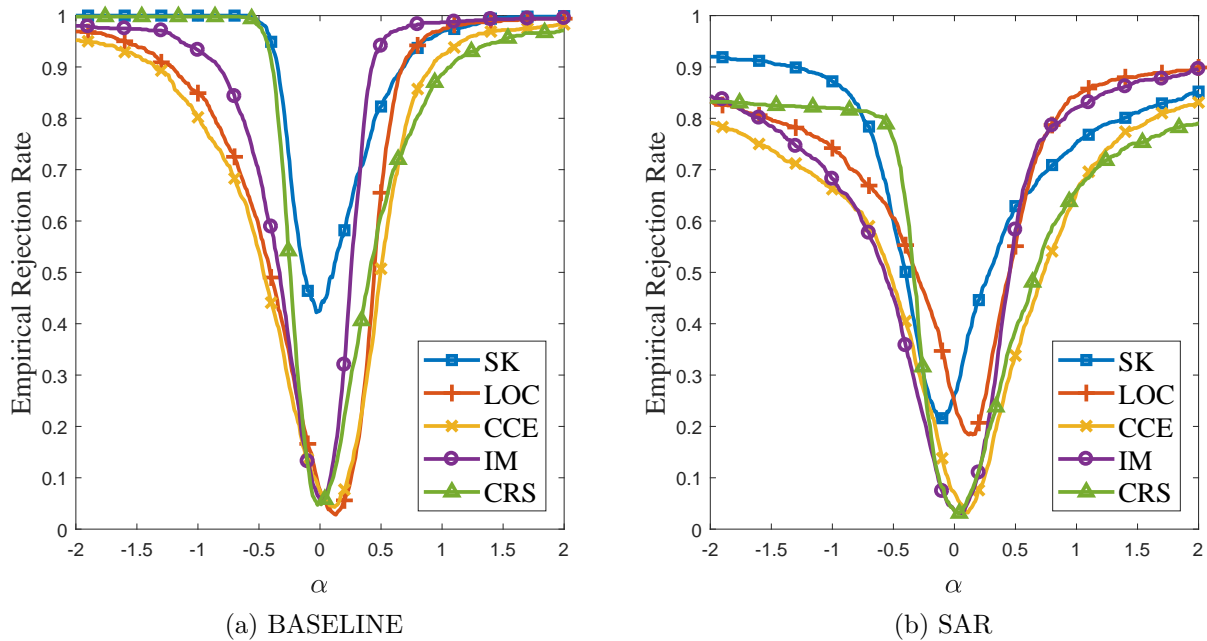 Empirical Rejection Rate
1
0.9
0.8
0.7
0.6
0.5
0.4
0.3
0.2
0.1
0
-2 -1.5 -1 -0.5 0 0.5 1 1.5 2
α
SK
LOC
CCE
IM
CRS
(a) BASELINE
Empirical Rejection Rate
1
0.9
0.8
0.7
0.6
0.5
0.4
0.3
0.2
0.1
0
-2 -1.5 -1 -0.5 0 0.5 1 1.5 2
α
SK
LOC
CCE
IM
CRS
(b) SAR